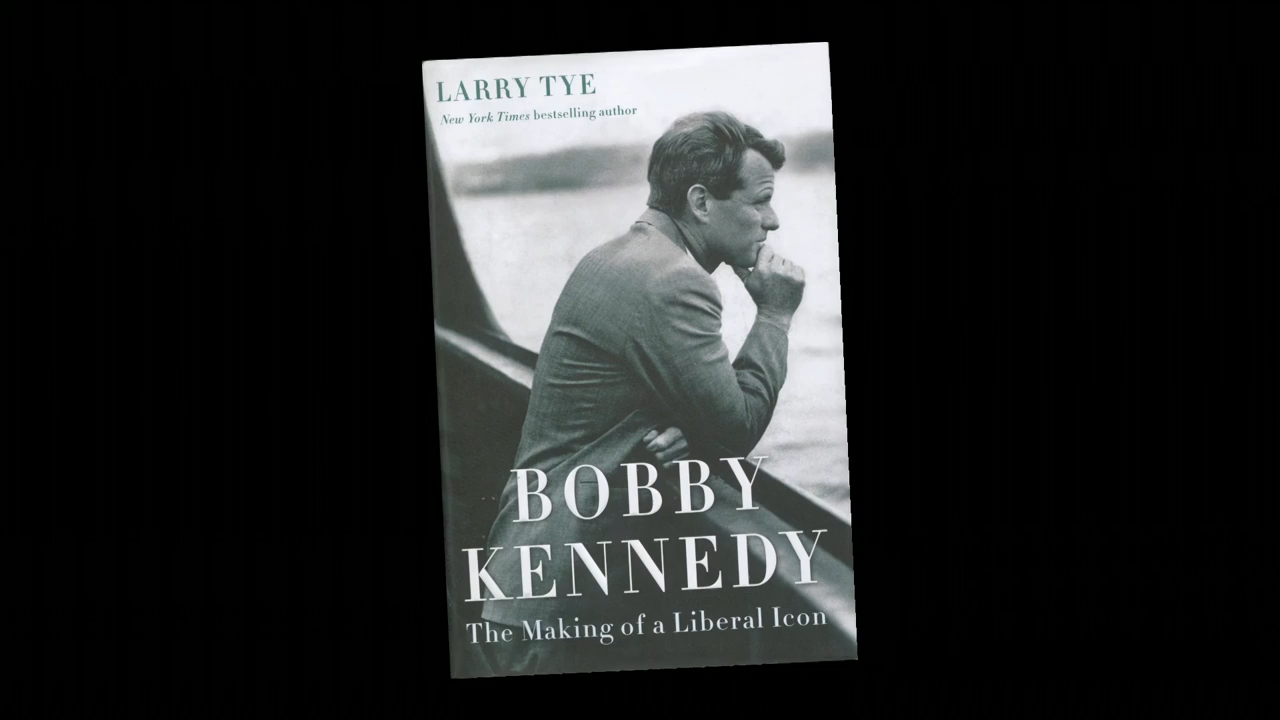 LARRY TYE
New York Times bestselling author
BOBBY
KENNEDY
The Making of a Liberal Icon